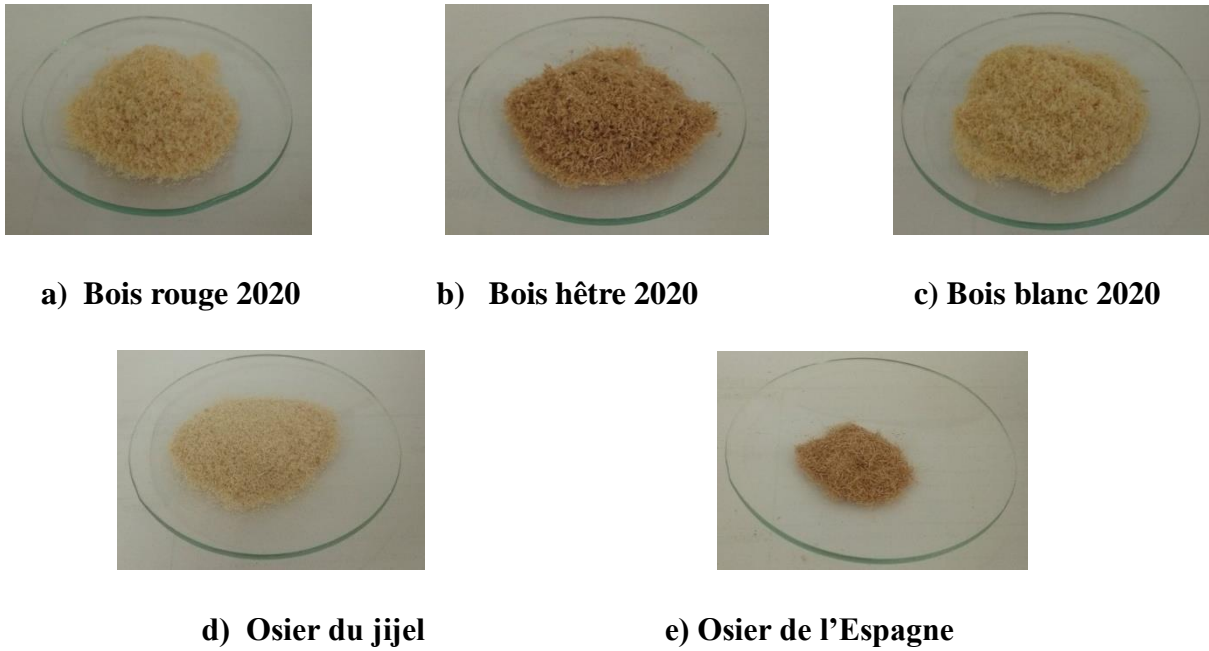 a) Bois rouge 2020
b) Bois hêtre 2020
c) Bois blanc 2020
d) Osier du jijel
e) Osier de l’Espagne